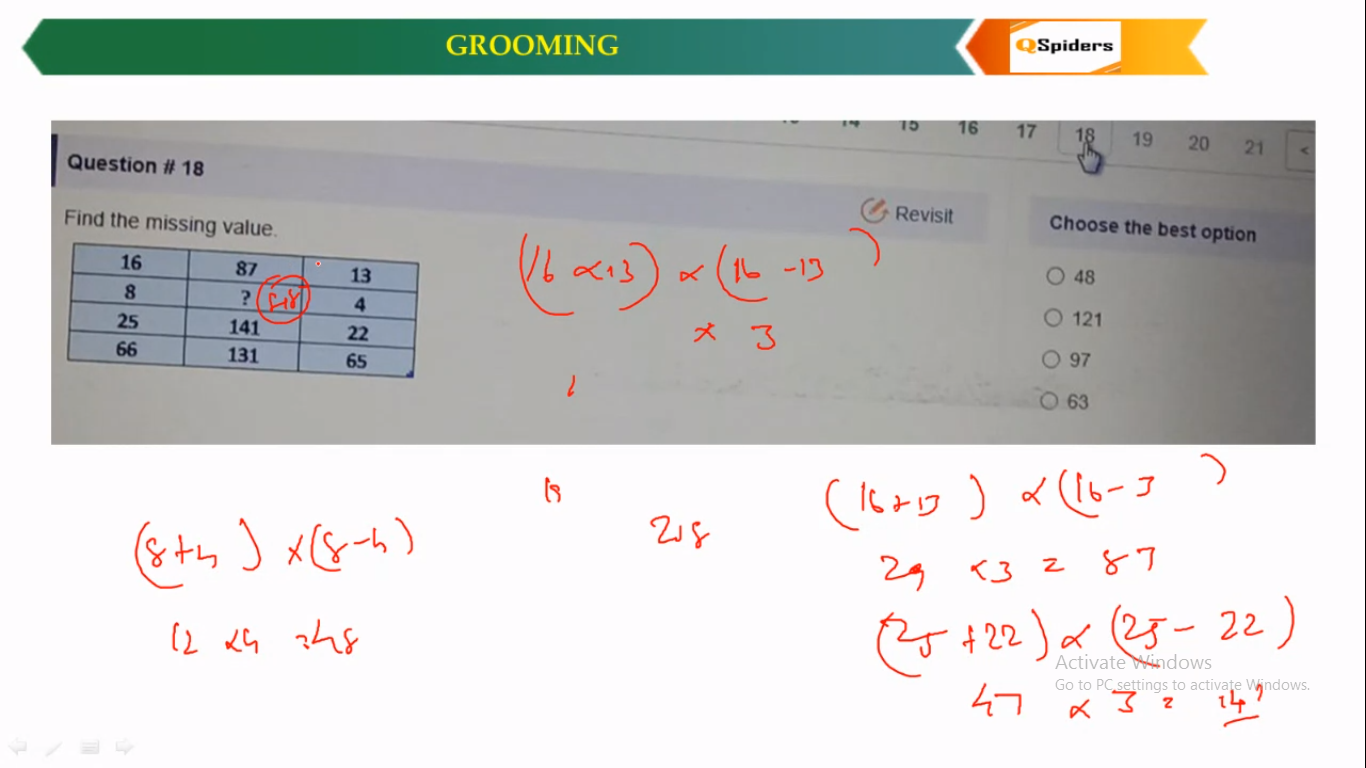 GROOMING
QSpiders
14 15 16 17 18 19 20 21 <
Question # 18
Revisit
Find the missing value.
16 87 13
8 ? 48 4
25 141 22
66 131 65
Choose the best option
48
121
97
63
(16 × 13) × (16 - 13)
× 3
(16+13) × (16-3)
29 × 3 = 87
(25+22) × (25-22)
47 × 3 = 141
(8+4) × (8-4)
12 × 4 = 48
218
Activate Windows
Go to PC settings to activate Windows.